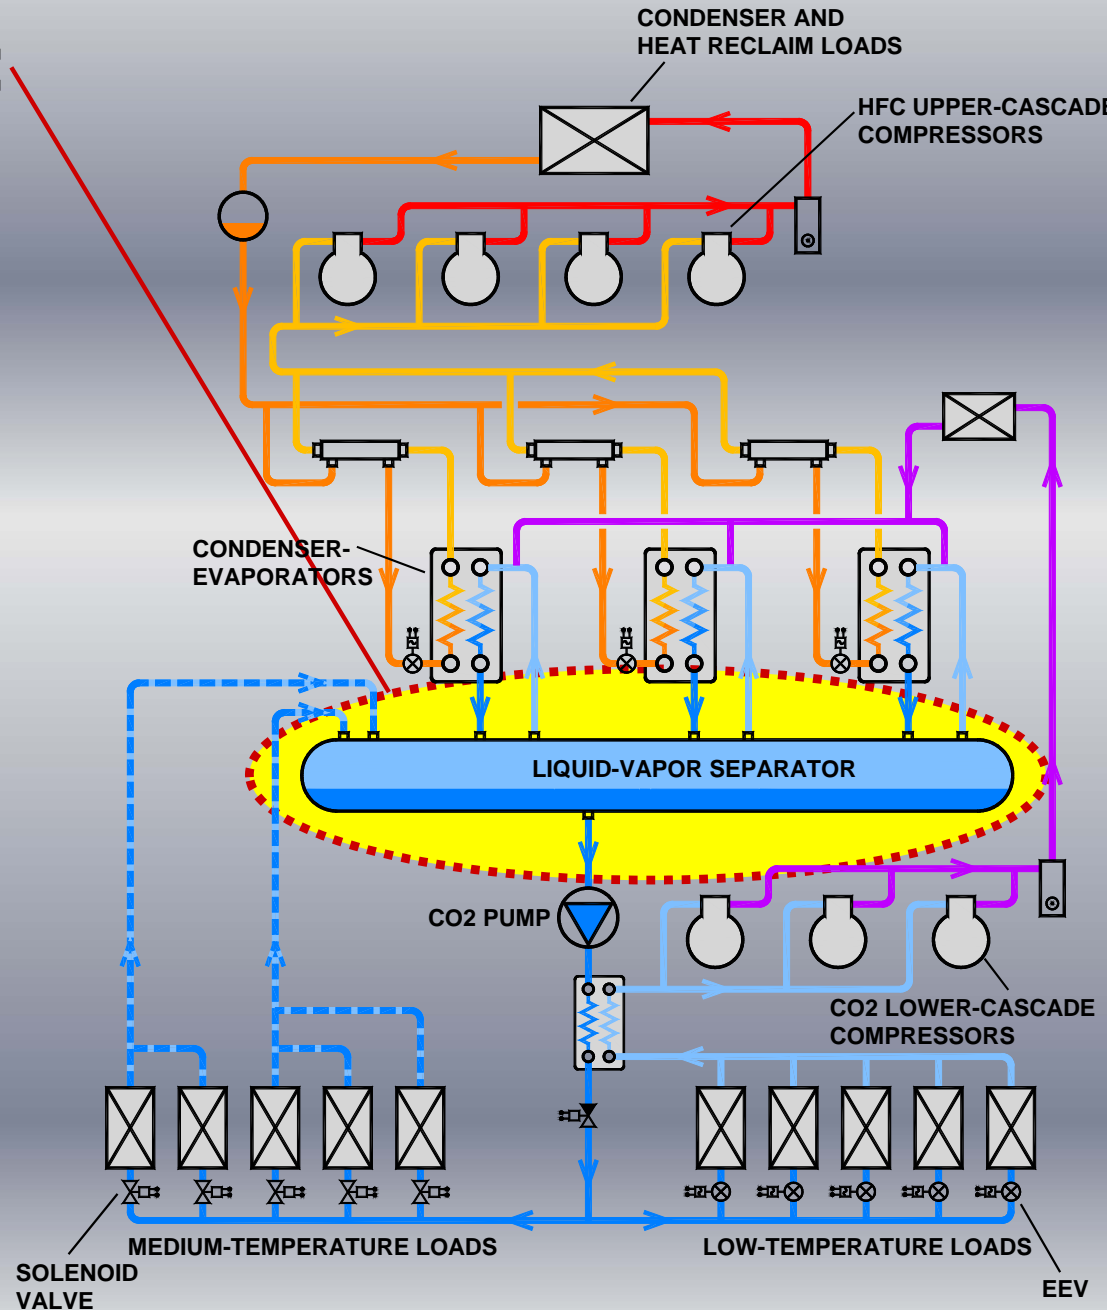 CONDENSER AND
HEAT RECLAIM LOADS
HFC UPPER-CASCADE
COMPRESSORS
CONDENSER-
EVAPORATORS
LIQUID-VAPOR SEPARATOR
CO2 PUMP
CO2 LOWER-CASCADE
COMPRESSORS
MEDIUM-TEMPERATURE LOADS
LOW-TEMPERATURE LOADS
SOLENOID
VALVE
EEV